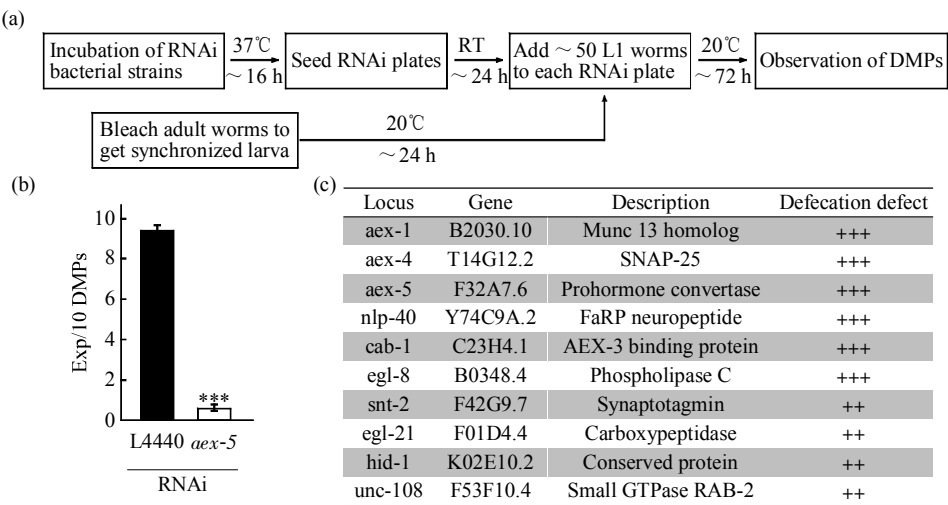 (a)
Incubation of RNAi
bacterial strains
37℃
~ 16 h
Seed RNAi plates
RT
~ 24 h
Add ~ 50 L1 worms
to each RNAi plate
20℃
~ 72 h
Observation of DMPs
Bleach adult worms to
get synchronized larva
20℃
~ 24 h
(b)
Exp/10 DMPs
10
8
6
4
2
0
***
L4440 aex-5
RNAi
(c)
Locus Gene Description Defecation defect
aex-1 B2030.10 Munc 13 homolog +++
aex-4 T14G12.2 SNAP-25 +++
aex-5 F32A7.6 Prohormone convertase +++
nlp-40 Y74C9A.2 FaRP neuropeptide +++
cab-1 C23H4.1 AEX-3 binding protein +++
egl-8 B0348.4 Phospholipase C +++
snt-2 F42G9.7 Synaptotagmin ++
egl-21 F01D4.4 Carboxypeptidase ++
hid-1 K02E10.2 Conserved protein ++
unc-108 F53F10.4 Small GTPase RAB-2 ++